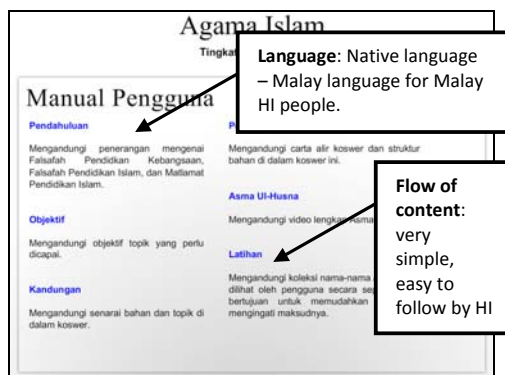 Agama Islam
Language: Native language
– Malay language for Malay
HI people.
Manual Pengguna
Pendahuluan
Mengandungi penerangan mengenai
Falsafah Pendidkan Kebangsaan,
Falsafah Pendidikan Islam, dan Matlamat
Pendidikan Islam.
Objektif
Mengandungi objektif topik yang perlu
dicapai.
Kandungan
Mengandungi senarai bahan dan topik di
dalam koswer.
Mengandungi carta alir koswer dan struktur
bahan di dalam koswer ini.
Asma Ul-Husna
Mengandungi video lengkap
Latihan
Mengandungi koleksi nama-nama
dilihat oleh pengguna secara
bertujuan untuk memudahkan
mengingati maksudnya.
Flow of
content:
very
simple,
easy to
follow by HI